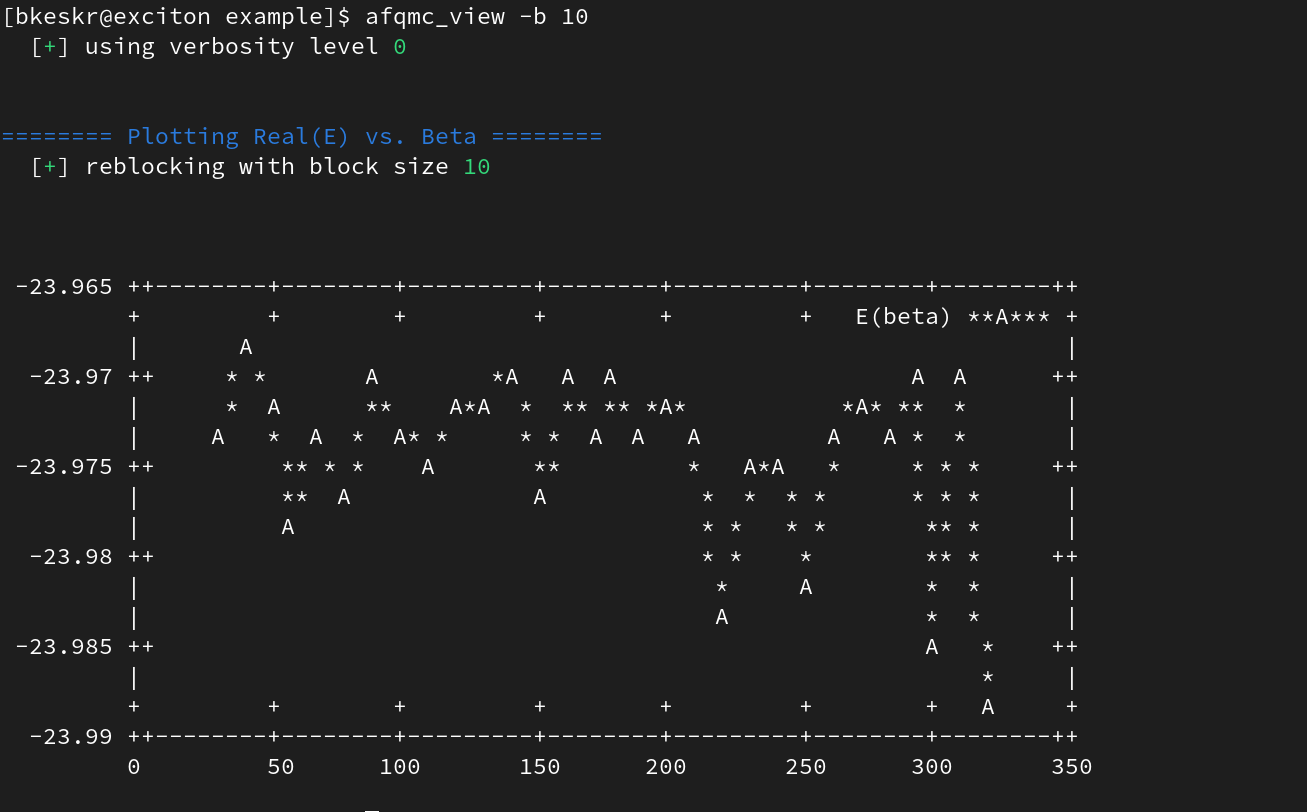 [bkeskr@exciton example]$ afqmc_view -b 10
  [+] using verbosity level 0


======== Plotting Real(E) vs. Beta ========
  [+] reblocking with block size 10



 -23.965 ++--------+--------+---------+--------+---------+--------+--------++
         +         +        +         +        +         +   E(beta) **A*** +
         |       A                                                          |
  -23.97 ++     * *       A        *A   A  A                     A  A      ++
         |      *  A      **    A*A  *  ** ** *A*           *A* **  *       |
         |     A   *  A  *  A* *     * *  A  A   A         A   A *  *       |
 -23.975 ++         ** * *    A       **         *   A*A   *     * * *     ++
         |          **  A             A           *  *  * *      * * *      |
         |          A                             * *   * *       ** *      |
  -23.98 ++                                       * *    *        ** *     ++
         |                                         *     A        *  *      |
         |                                         A              *  *      |
 -23.985 ++                                                       A   *    ++
         |                                                            *     |
         +         +        +         +        +         +        +   A     +
  -23.99 ++--------+--------+---------+--------+---------+--------+--------++
         0         50      100       150      200       250      300       350